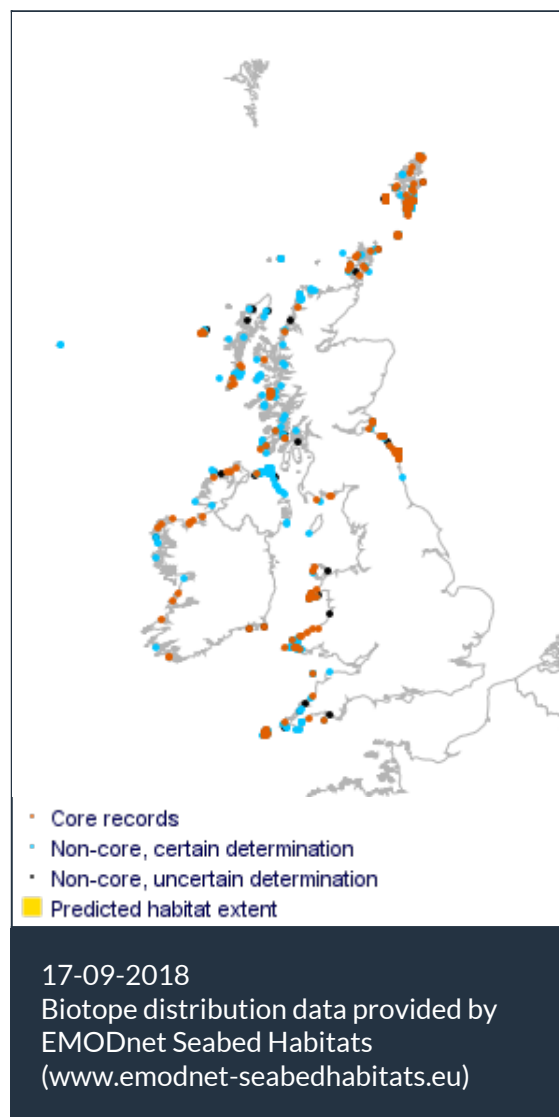 Core records
Non-core, certain determination
Non-core, uncertain determination
Predicted habitat extent
17-09-2018
Biotope distribution data provided by
EMODnet Seabed Habitats
(www.emodnet-seabedhabitats.eu)